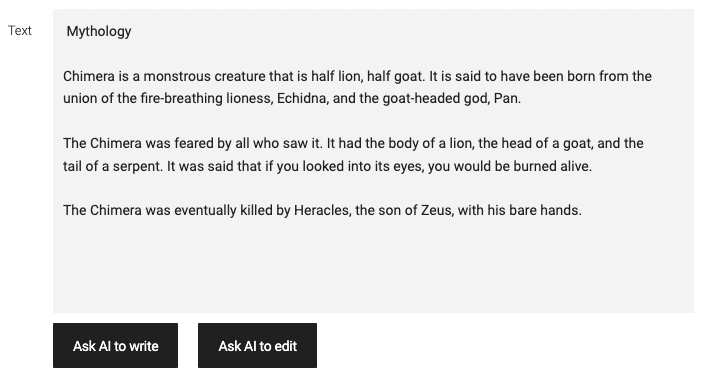 Text
Mythology
Chimera is a monstrous creature that is half lion, half goat. It is said to have been born from the
union of the fire-breathing lioness, Echidna, and the goat-headed god, Pan.
The Chimera was feared by all who saw it. It had the body of a lion, the head of a goat, and the
tail of a serpent. It was said that if you looked into its eyes, you would be burned alive.
The Chimera was eventually killed by Heracles, the son of Zeus, with his bare hands.
Ask AI to write
Ask AI to edit